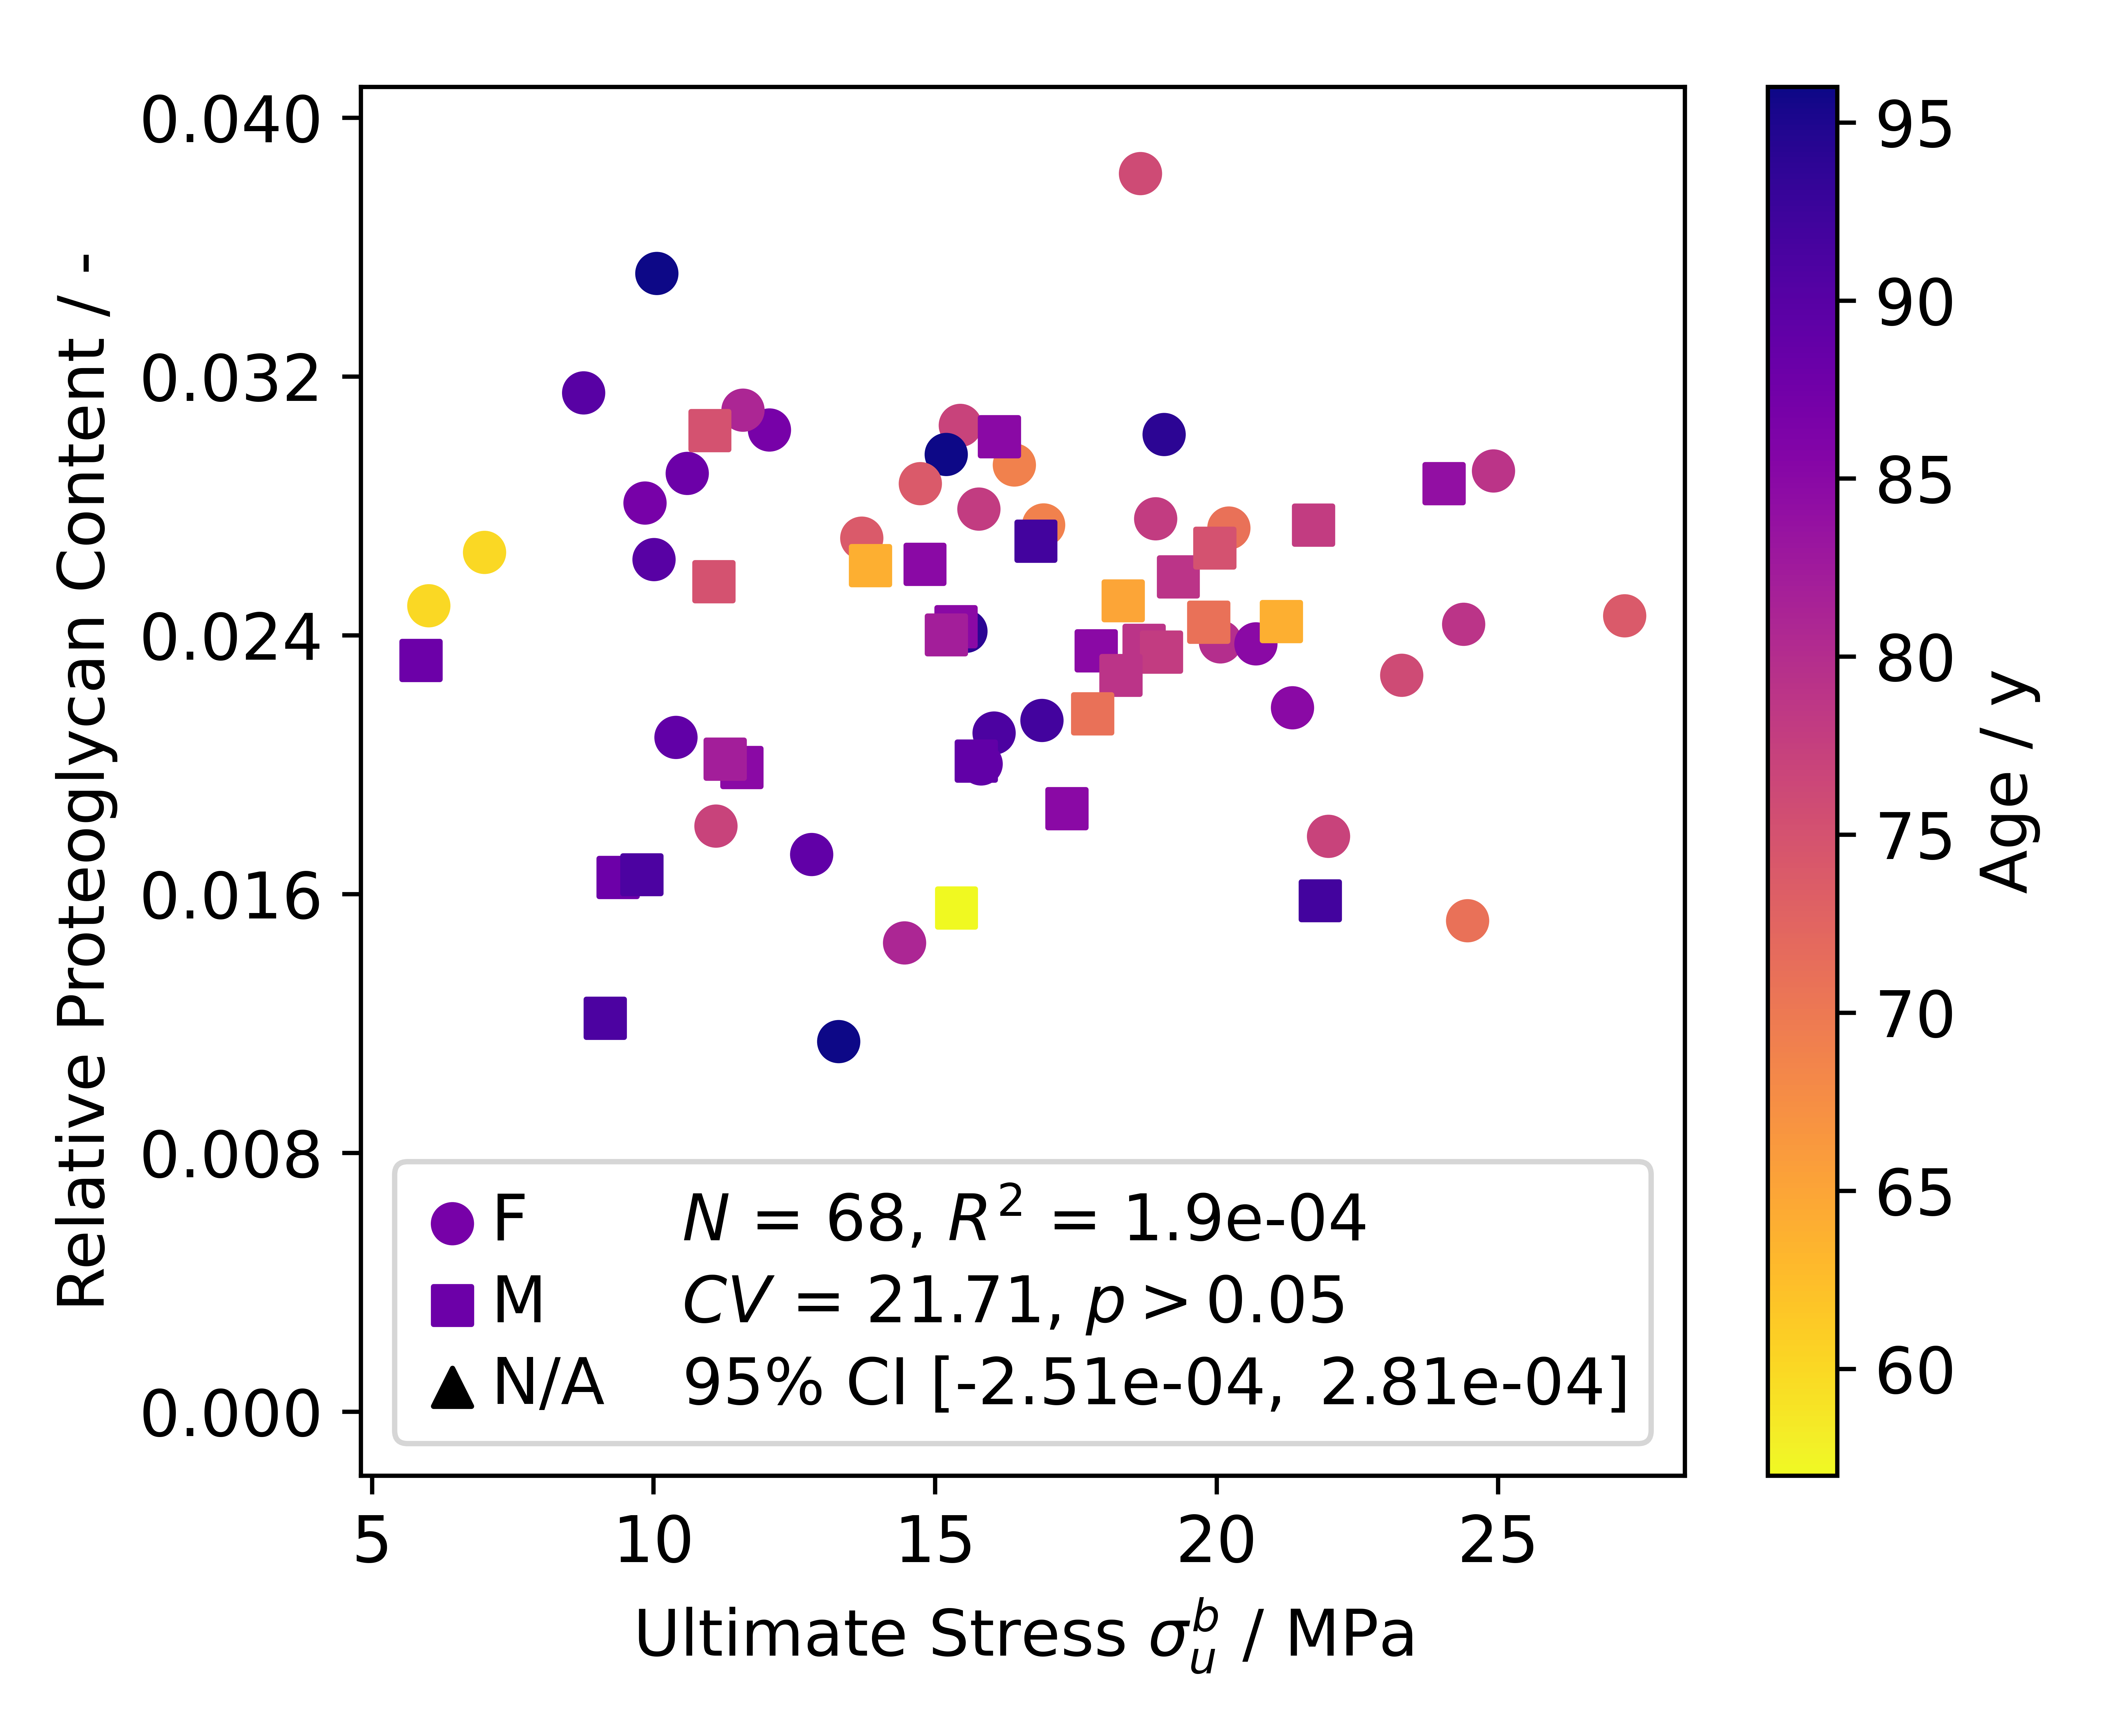 Relative Proteoglycan Content / -
0.040
0.032
0.024
0.016
0.008
0.000
F N = 68, R² = 1.9e-04
M CV = 21.71, p > 0.05
N/A 95% CI [-2.51e-04, 2.81e-04]
5 10 15 20 25
Ultimate Stress σ_u^b / MPa
95
90
85
80
75
70
65
60
Age / y